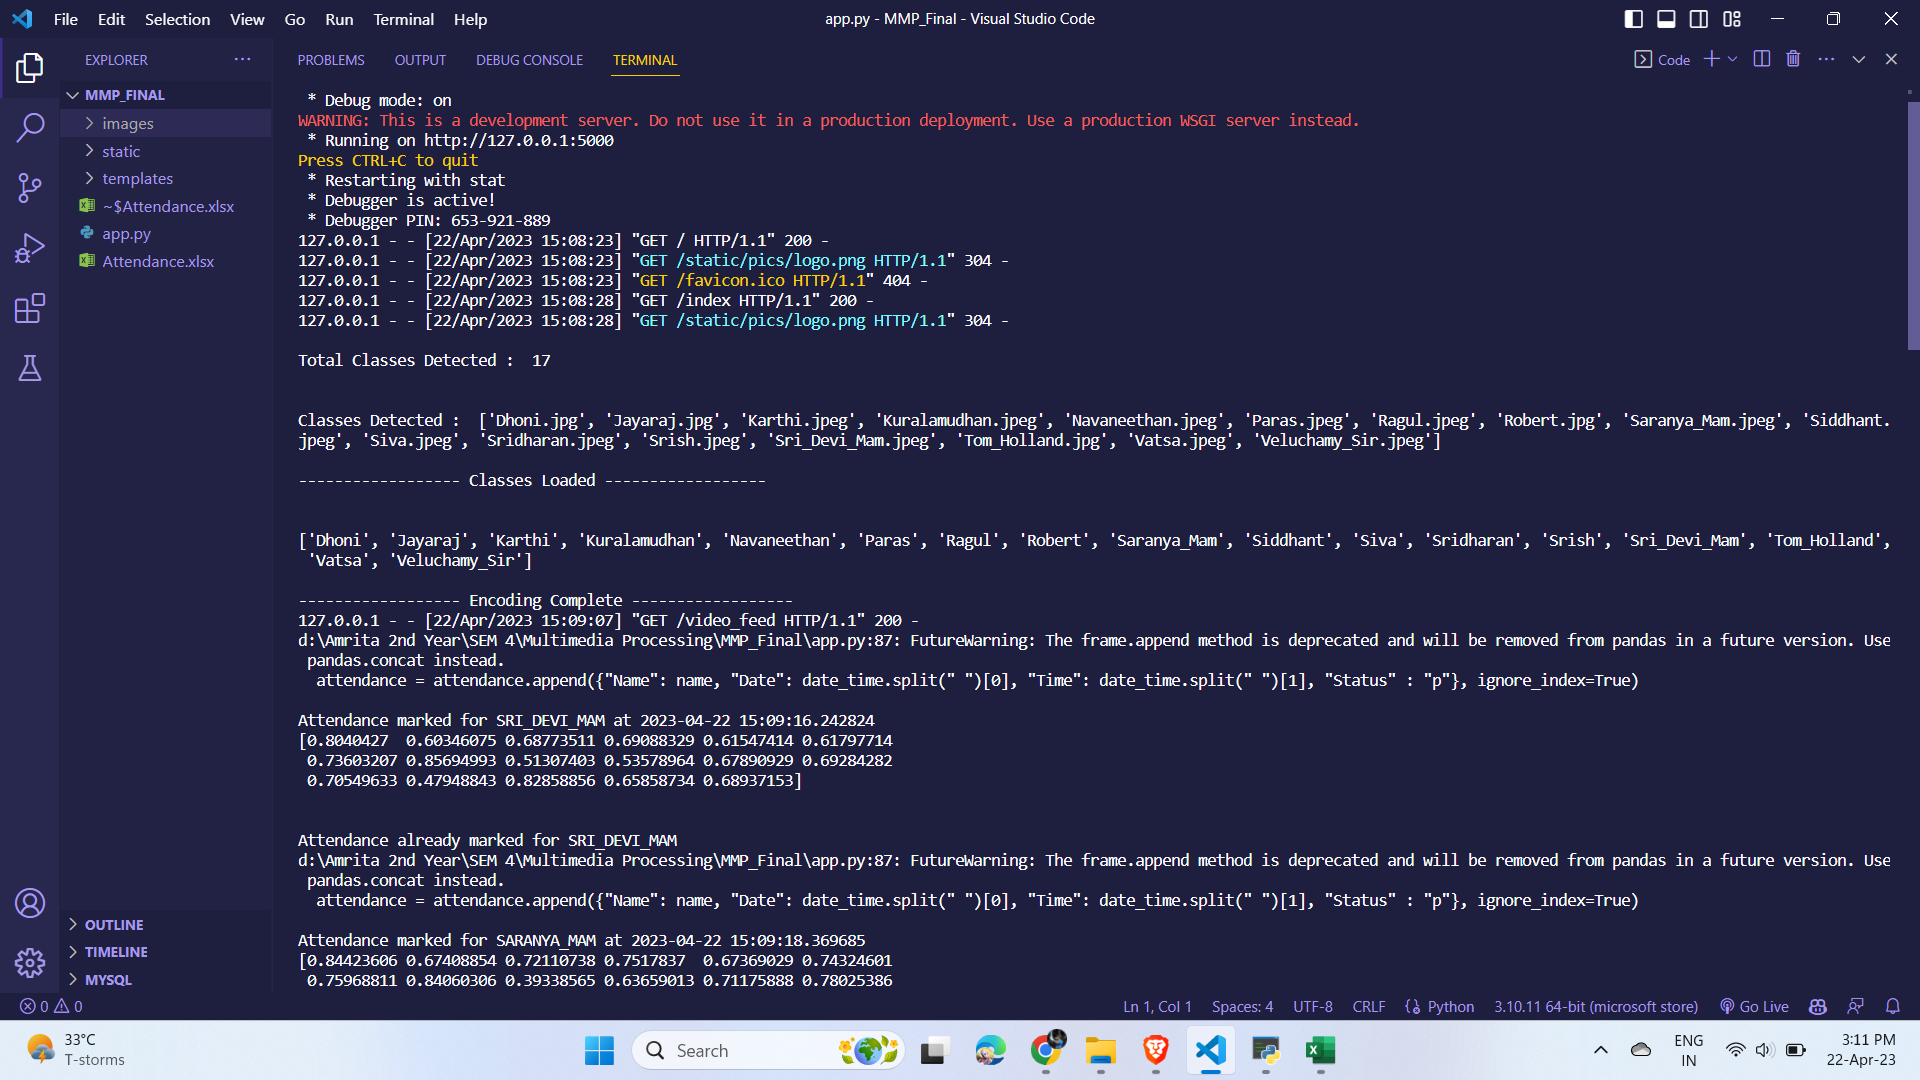 File Edit Selection View Go Run Terminal Help
app.py - MMP_Final - Visual Studio Code
EXPLORER
PROBLEMS OUTPUT DEBUG CONSOLE TERMINAL
Code
MMP_FINAL
images
static
templates
~$Attendance.xlsx
app.py
Attendance.xlsx
* Debug mode: on
WARNING: This is a development server. Do not use it in a production deployment. Use a production WSGI server instead.
* Running on http://127.0.0.1:5000
Press CTRL+C to quit
* Restarting with stat
* Debugger is active!
* Debugger PIN: 653-921-889
127.0.0.1 - - [22/Apr/2023 15:08:23] "GET / HTTP/1.1" 200 -
127.0.0.1 - - [22/Apr/2023 15:08:23] "GET /static/pics/logo.png HTTP/1.1" 304 -
127.0.0.1 - - [22/Apr/2023 15:08:23] "GET /favicon.ico HTTP/1.1" 404 -
127.0.0.1 - - [22/Apr/2023 15:08:28] "GET /index HTTP/1.1" 200 -
127.0.0.1 - - [22/Apr/2023 15:08:28] "GET /static/pics/logo.png HTTP/1.1" 304 -
Total Classes Detected :  17
Classes Detected :  ['Dhoni.jpg', 'Jayaraj.jpg', 'Karthi.jpeg', 'Kuralamudhan.jpeg', 'Navaneethan.jpeg', 'Paras.jpeg', 'Ragul.jpeg', 'Robert.jpg', 'Saranya_Mam.jpeg', 'Siddhant.
jpeg', 'Siva.jpeg', 'Sridharan.jpeg', 'Srish.jpeg', 'Sri_Devi_Mam.jpeg', 'Tom_Holland.jpg', 'Vatsa.jpeg', 'Veluchamy_Sir.jpeg']
------------------ Classes Loaded ------------------
['Dhoni', 'Jayaraj', 'Karthi', 'Kuralamudhan', 'Navaneethan', 'Paras', 'Ragul', 'Robert', 'Saranya_Mam', 'Siddhant', 'Siva', 'Sridharan', 'Srish', 'Sri_Devi_Mam', 'Tom_Holland',
'Vatsa', 'Veluchamy_Sir']
------------------ Encoding Complete ------------------
127.0.0.1 - - [22/Apr/2023 15:09:07] "GET /video_feed HTTP/1.1" 200 -
d:\Amrita 2nd Year\SEM 4\Multimedia Processing\MMP_Final\app.py:87: FutureWarning: The frame.append method is deprecated and will be removed from pandas in a future version. Use
pandas.concat instead.
attendance = attendance.append({"Name": name, "Date": date_time.split(" ")[0], "Time": date_time.split(" ")[1], "Status" : "p"}, ignore_index=True)
Attendance marked for SRI_DEVI_MAM at 2023-04-22 15:09:16.242824
[0.8040427  0.60346075 0.68773511 0.69088329 0.61547414 0.61797714
0.73603207 0.85694993 0.51307403 0.53578964 0.67890929 0.69284282
0.70549633 0.47948843 0.82858856 0.65858734 0.68937153]
Attendance already marked for SRI_DEVI_MAM
d:\Amrita 2nd Year\SEM 4\Multimedia Processing\MMP_Final\app.py:87: FutureWarning: The frame.append method is deprecated and will be removed from pandas in a future version. Use
pandas.concat instead.
attendance = attendance.append({"Name": name, "Date": date_time.split(" ")[0], "Time": date_time.split(" ")[1], "Status" : "p"}, ignore_index=True)
Attendance marked for SARANYA_MAM at 2023-04-22 15:09:18.369685
[0.84423606 0.67408854 0.72110738 0.7517837  0.67369029 0.74324601
0.75968811 0.84060306 0.39338565 0.63659013 0.71175888 0.78025386
OUTLINE
TIMELINE
MYSQL
0 0
Ln 1, Col 1 Spaces: 4 UTF-8 CRLF Python 3.10.11 64-bit (microsoft store) Go Live
33°C
T-storms
Search
ENG
IN
3:11 PM
22-Apr-23